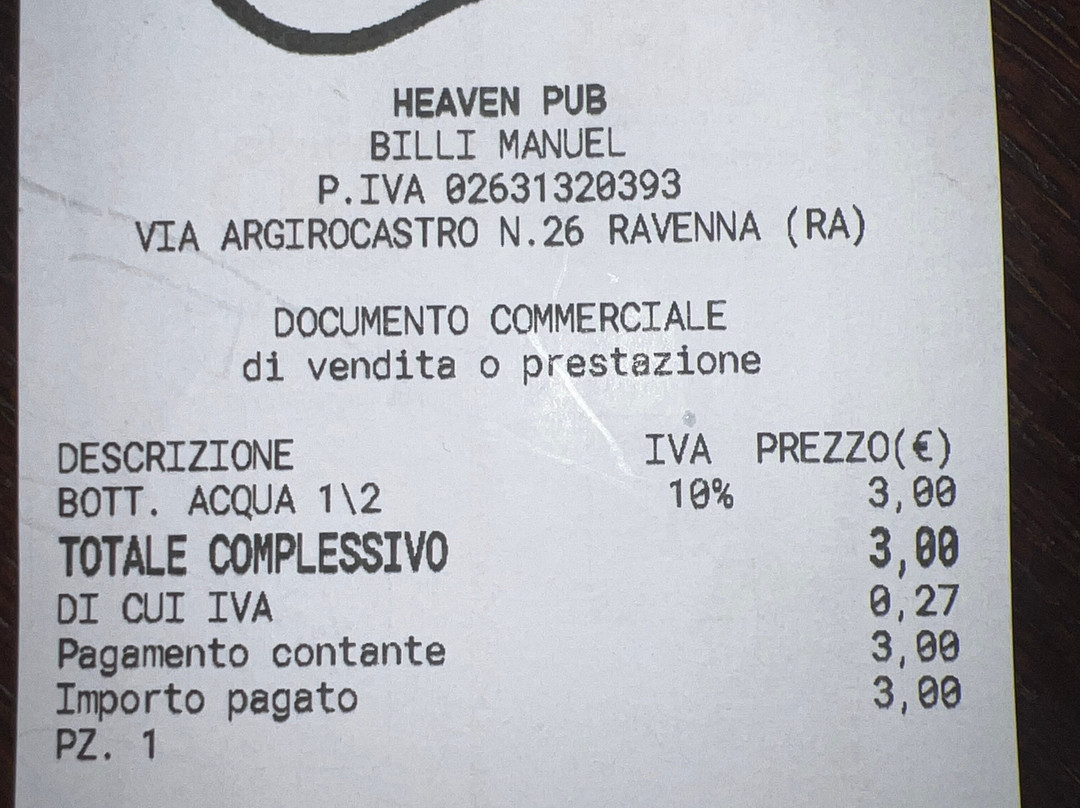 HEAVEN PUB
BILLI MANUEL
P.IVA 02631320393
VIA ARGIROCASTRO N.26 RAVENNA (RA)
DOCUMENTO COMMERCIALE
di vendita o prestazione
DESCRIZIONE IVA PREZZO(€)
BOTT. ACQUA 1\2 10% 3,00
TOTALE COMPLESSIVO 3,00
DI CUI IVA 0,27
Pagamento contante 3,00
Importo pagato 3,00
PZ. 1